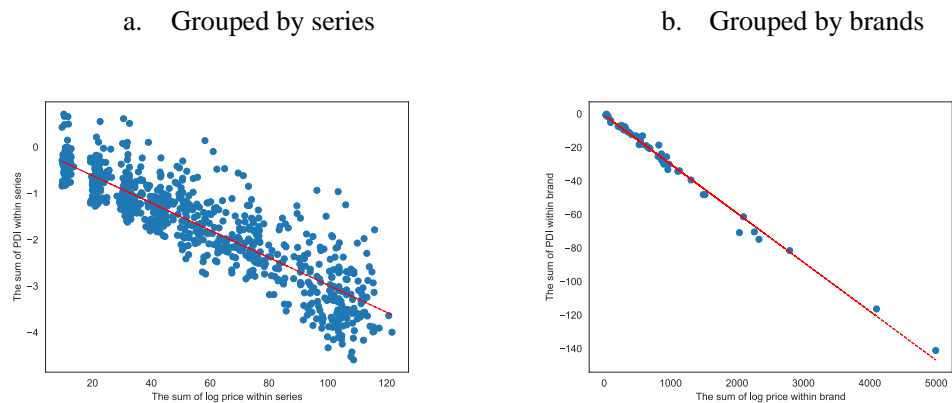 a. Grouped by series
b. Grouped by brands
The sum of PDI within series
0
−1
−2
−3
−4
20 40 60 80 100 120
The sum of log price within series
The sum of PDI within brand
0
−20
−40
−60
−80
−100
−120
−140
0 1000 2000 3000 4000 5000
The sum of log price within brand